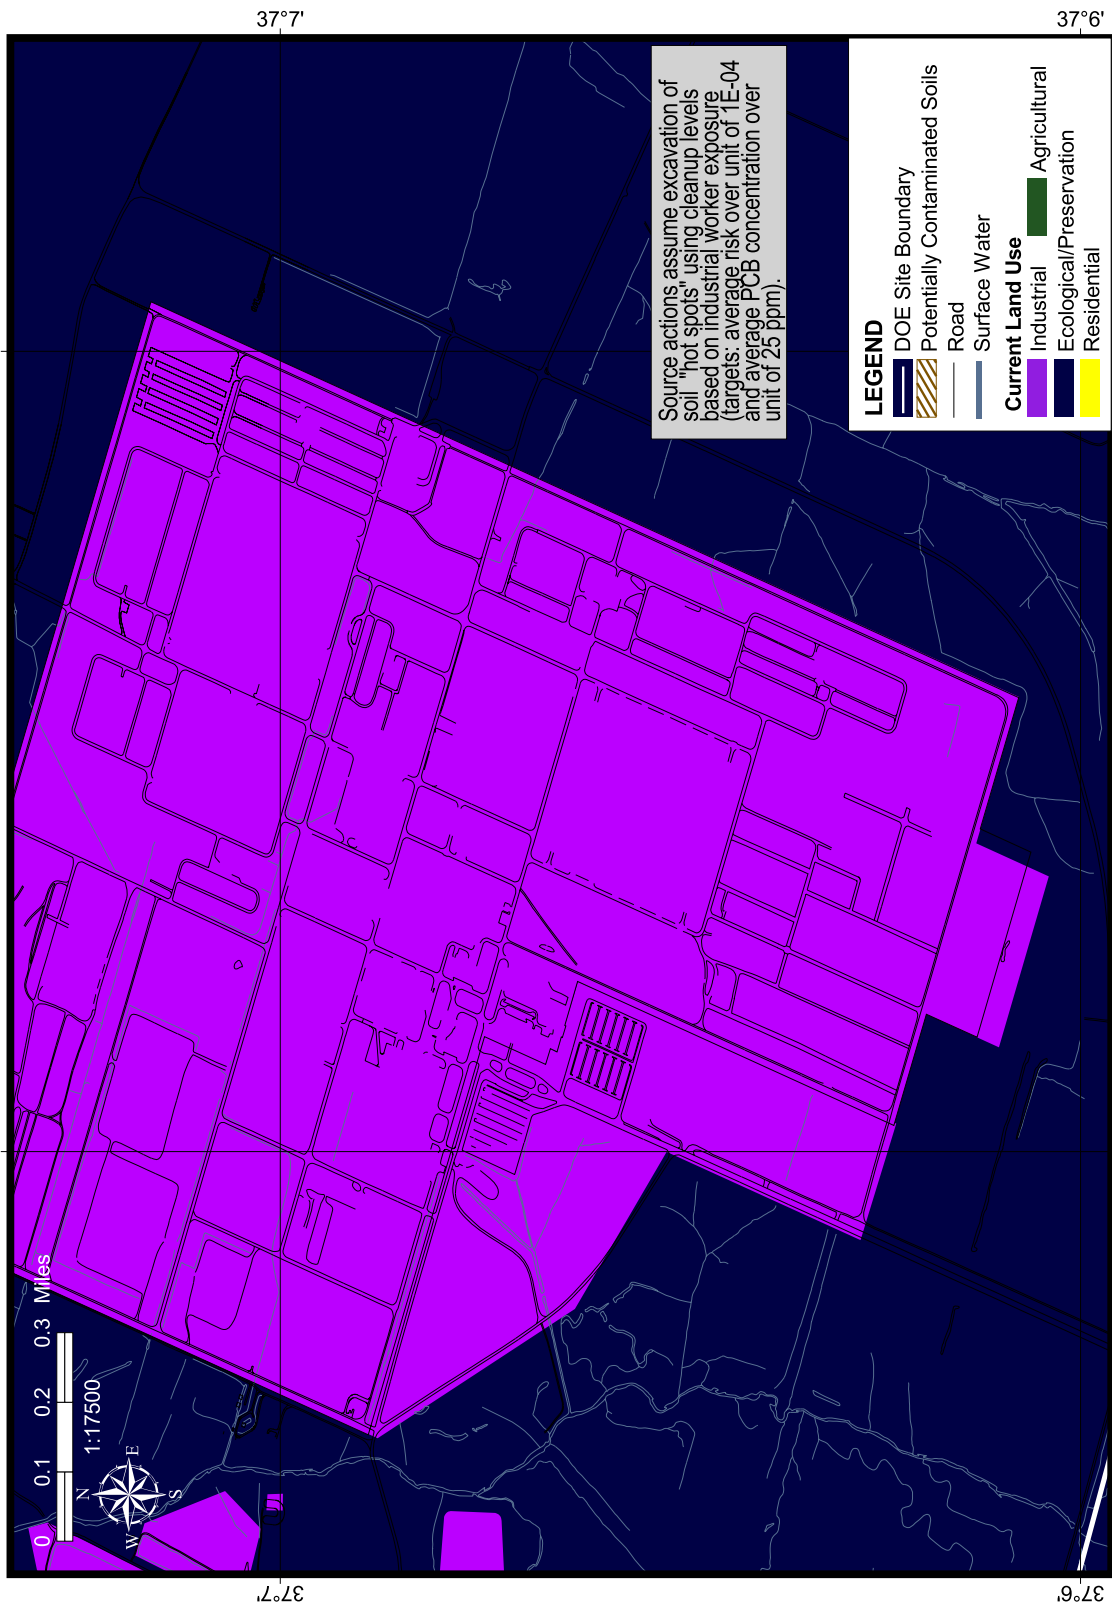 37°7'
37°6'
Source actions assume excavation of
soil "hot spots" using cleanup levels
based on industrial worker exposure
(targets: average risk over unit of 1E-04
and average PCB concentration over
unit of 25 ppm).
LEGEND
DOE Site Boundary
Potentially Contaminated Soils
Road
Surface Water
Current Land Use
Industrial
Agricultural
Ecological/Preservation
Residential
0 0.1 0.2 0.3 Miles
1:17500
N
W E
S
37°7'
37°6'